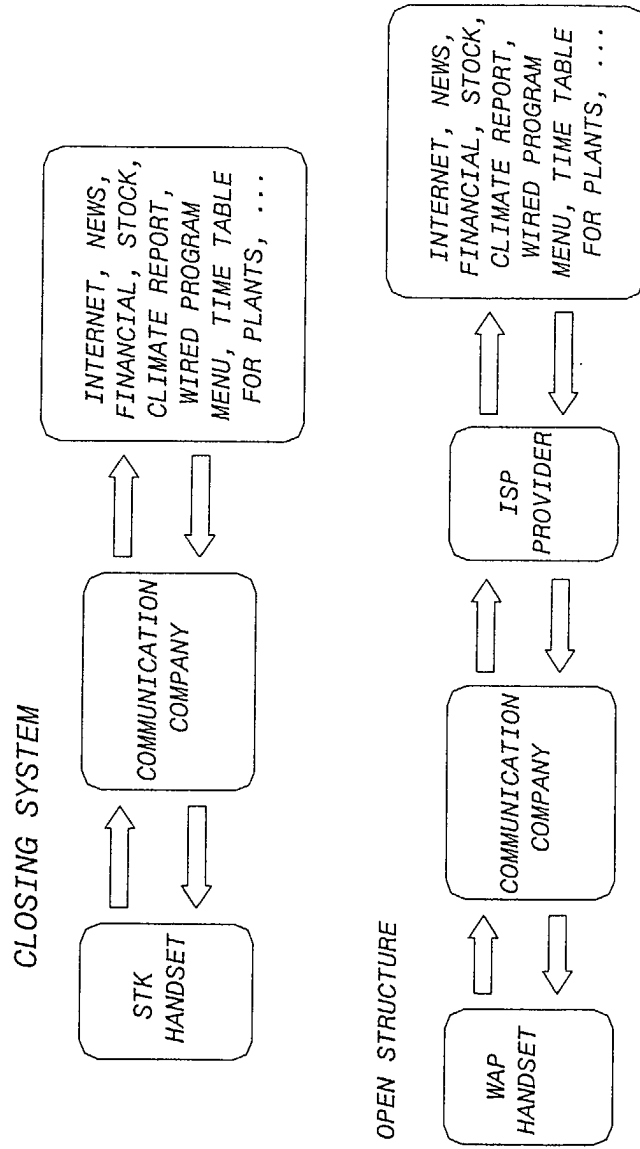 CLOSING SYSTEM
STK
HANDSET
COMMUNICATION
COMPANY
INTERNET, NEWS,
FINANCIAL, STOCK,
CLIMATE REPORT,
WIRED PROGRAM
MENU, TIME TABLE
FOR PLANTS, ...
OPEN STRUCTURE
WAP
HANDSET
COMMUNICATION
COMPANY
ISP
PROVIDER
INTERNET, NEWS,
FINANCIAL, STOCK,
CLIMATE REPORT,
WIRED PROGRAM
MENU, TIME TABLE
FOR PLANTS, ...